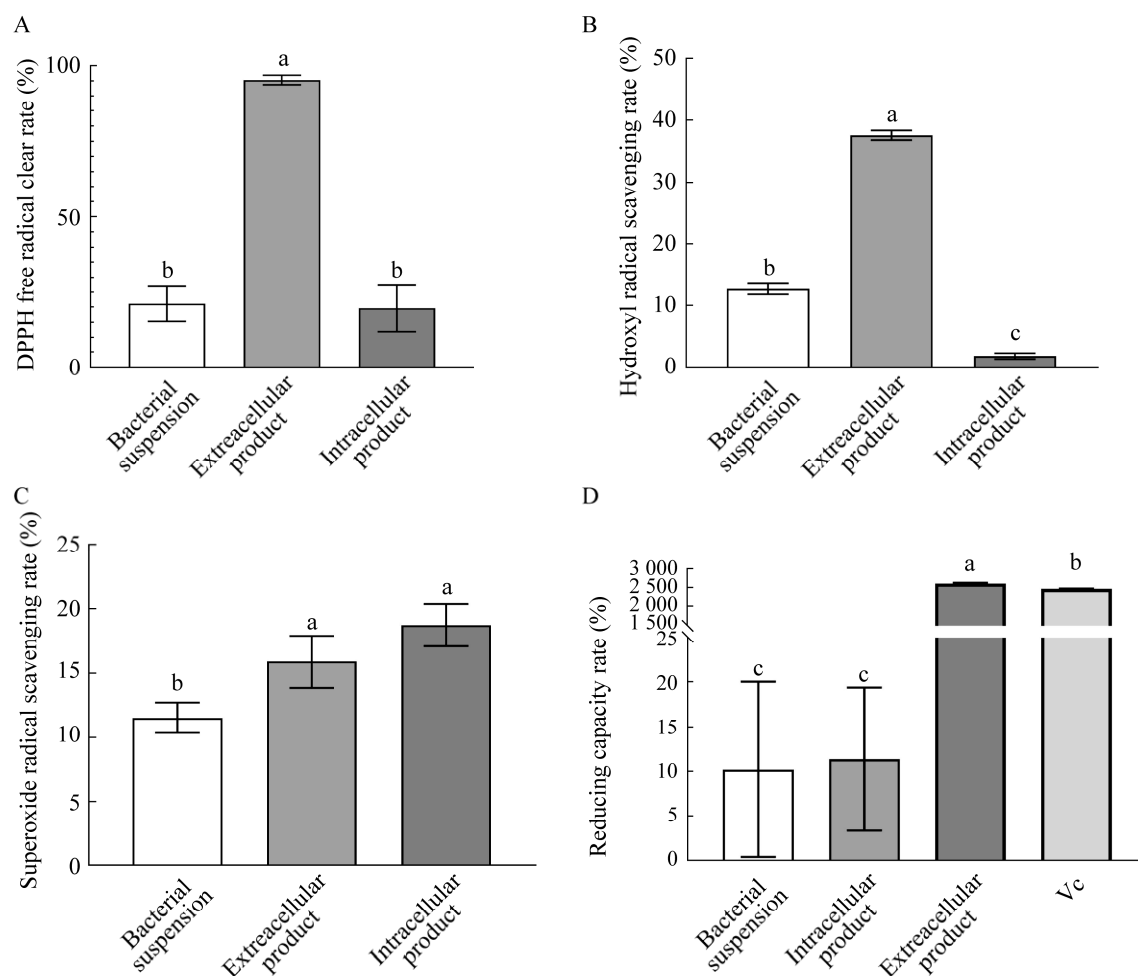 A
DPPH free radical clear rate (%)
100
50
0
a
b
b
Bacterial
suspension
Extreacellular
product
Intracellular
product
B
Hydroxyl radical scavenging rate (%)
50
40
30
20
10
0
a
b
c
Bacterial
suspension
Extreacellular
product
Intracellular
product
C
Superoxide radical scavenging rate (%)
25
20
15
10
5
0
b
a
a
Bacterial
suspension
Extreacellular
product
Intracellular
product
D
Reducing capacity rate (%)
3 000
2 500
2 000
1 500
25
20
15
10
5
0
c
c
a
b
Bacterial
suspension
Intracellular
product
Extreacellular
product
Vc